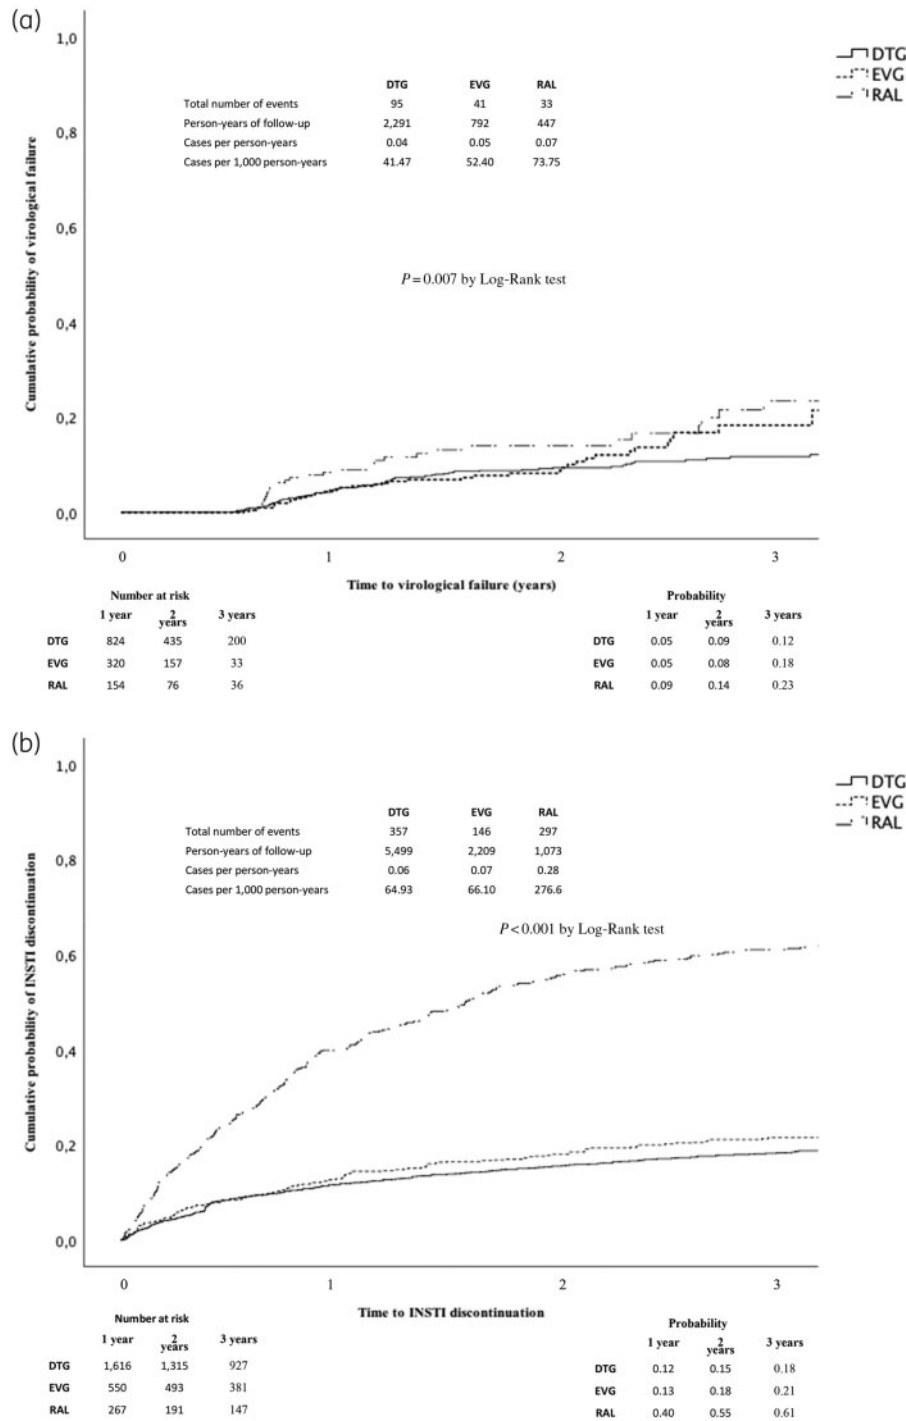 (a)
1,0
0,8
0,6
0,4
0,2
0,0
Cumulative probability of virological failure
DTG
EVG
RAL
DTG EVG RAL
Total number of events 95 41 33
Person-years of follow-up 2,291 792 447
Cases per person-years 0.04 0.05 0.07
Cases per 1,000 person-years 41.47 52.40 73.75
P=0.007 by Log-Rank test
0 1 2 3
Time to virological failure (years)
Number at risk
1 year 2 years 3 years
DTG 824 435 200
EVG 320 157 33
RAL 154 76 36
Probability
1 year 2 years 3 years
DTG 0.05 0.09 0.12
EVG 0.05 0.08 0.18
RAL 0.09 0.14 0.23
(b)
1,0
0,8
0,6
0,4
0,2
0,0
Cumulative probability of INSTI discontinuation
DTG
EVG
RAL
DTG EVG RAL
Total number of events 357 146 297
Person-years of follow-up 5,499 2,209 1,073
Cases per person-years 0.06 0.07 0.28
Cases per 1,000 person-years 64.93 66.10 276.6
P<0.001 by Log-Rank test
0 1 2 3
Time to INSTI discontinuation
Number at risk
1 year 2 years 3 years
DTG 1,616 1,315 927
EVG 550 493 381
RAL 267 191 147
Probability
1 year 2 years 3 years
DTG 0.12 0.15 0.18
EVG 0.13 0.18 0.21
RAL 0.40 0.55 0.61